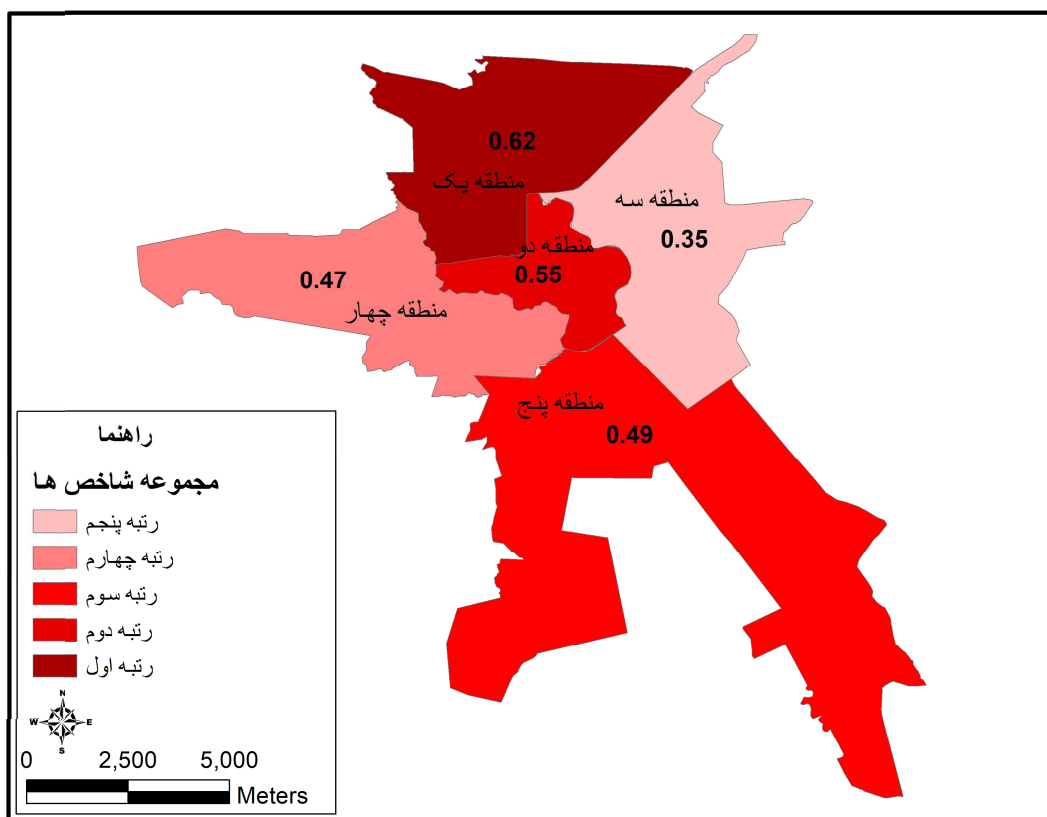 0.62
منطقه یک
منطقه سه
0.35
منطقه دو
0.55
0.47
منطقه چهار
منطقه پنج
0.49
راهنما
مجموعه شاخص ها
رتبه پنجم
رتبه چهارم
رتبه سوم
رتبه دوم
رتبه اول
N
W E
S
0 2,500 5,000
Meters